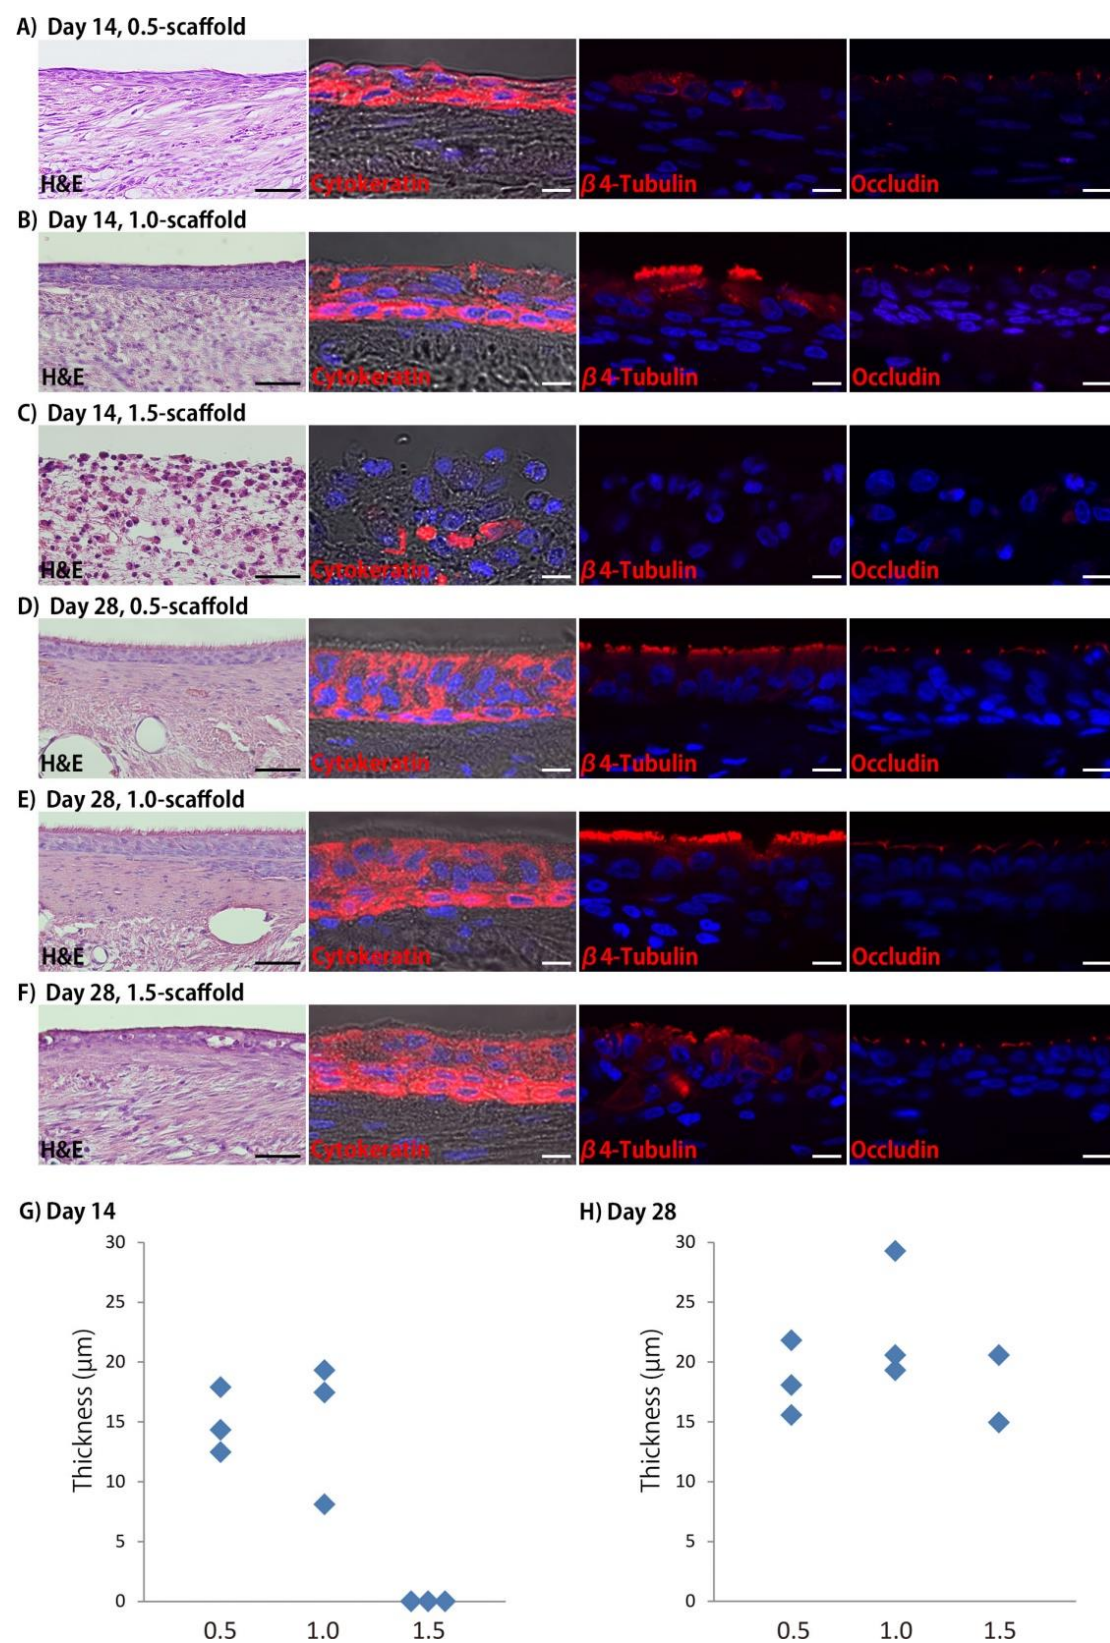 A) Day 14, 0.5-scaffold
H&E Cytokeratin β4-Tubulin Occludin
B) Day 14, 1.0-scaffold
H&E Cytokeratin β4-Tubulin Occludin
C) Day 14, 1.5-scaffold
H&E Cytokeratin β4-Tubulin Occludin
D) Day 28, 0.5-scaffold
H&E Cytokeratin β4-Tubulin Occludin
E) Day 28, 1.0-scaffold
H&E Cytokeratin β4-Tubulin Occludin
F) Day 28, 1.5-scaffold
H&E Cytokeratin β4-Tubulin Occludin
G) Day 14
30
25
20
15
10
5
0
Thickness (μm)
0.5 1.0 1.5
H) Day 28
30
25
20
15
10
5
0
Thickness (μm)
0.5 1.0 1.5